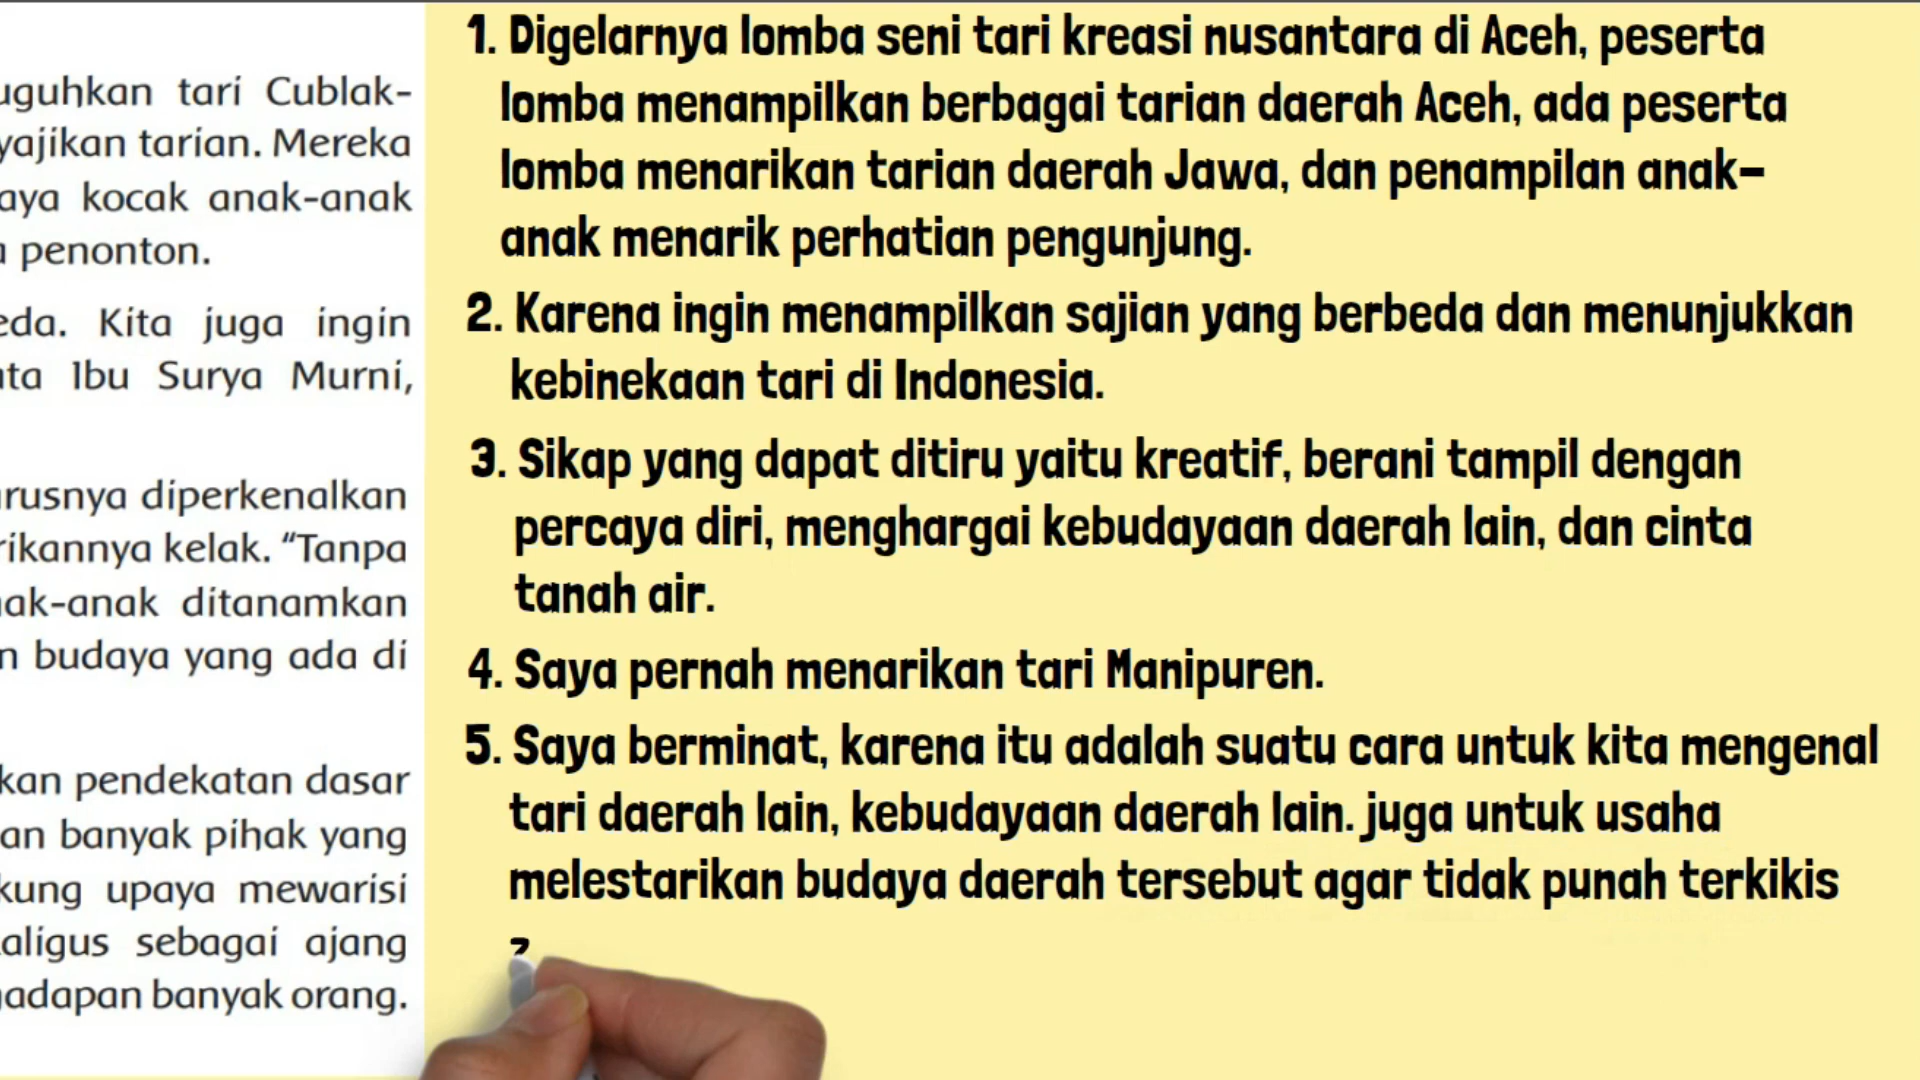 uguhkan tari Cublak-
yajikan tarian. Mereka
aya kocak anak-anak
penonton.
eda. Kita juga ingin
ata Ibu Surya Murni,
rusnya diperkenalkan
rikannya kelak. “Tanpa
ak-anak ditanamkan
n budaya yang ada di
kan pendekatan dasar
an banyak pihak yang
kung upaya mewarisi
aligus sebagai ajang
adapan banyak orang.
1. Digelarnya lomba seni tari kreasi nusantara di Aceh, peserta
lomba menampilkan berbagai tarian daerah Aceh, ada peserta
lomba menarikan tarian daerah Jawa, dan penampilan anak-
anak menarik perhatian pengunjung.
2. Karena ingin menampilkan sajian yang berbeda dan menunjukkan
kebinekaan tari di Indonesia.
3. Sikap yang dapat ditiru yaitu kreatif, berani tampil dengan
percaya diri, menghargai kebudayaan daerah lain, dan cinta
tanah air.
4. Saya pernah menarikan tari Manipuren.
5. Saya berminat, karena itu adalah suatu cara untuk kita mengenal
tari daerah lain, kebudayaan daerah lain. juga untuk usaha
melestarikan budaya daerah tersebut agar tidak punah terkikis